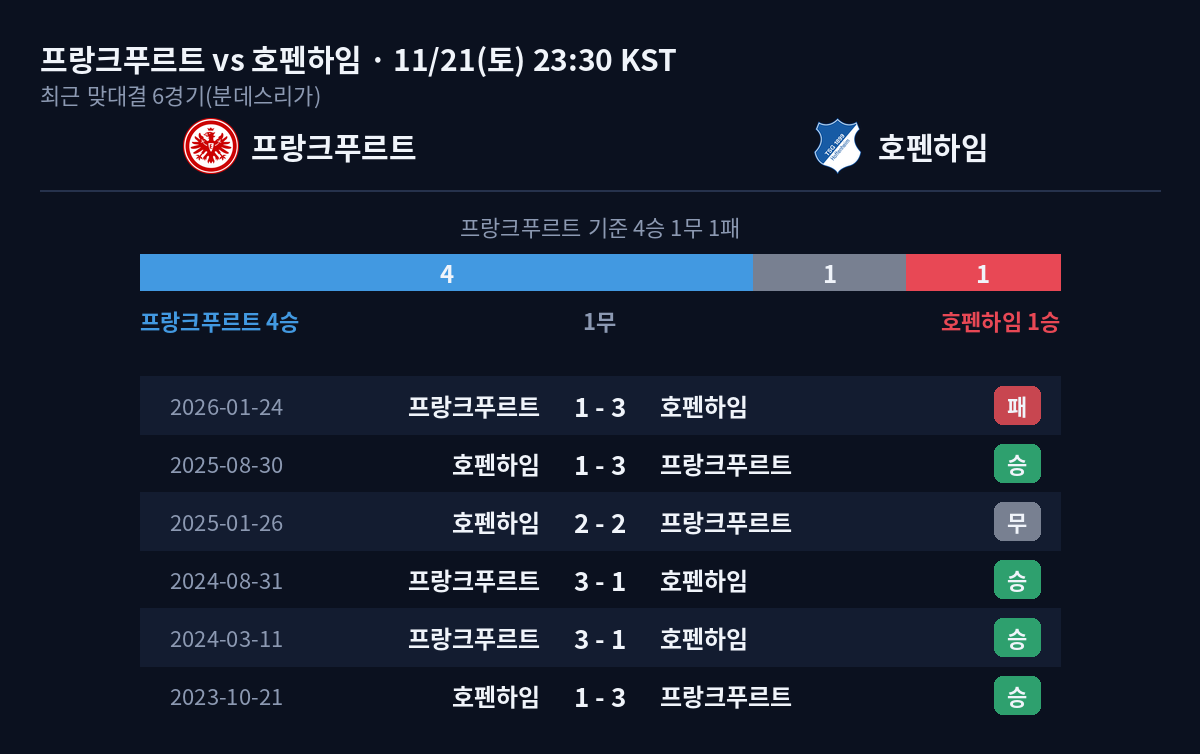 프랑크푸르트 vs 호펜하임 · 11/21(토) 23:30 KST
최근 맞대결 6경기(분데스리가)
프랑크푸르트
TSG 1899
Hoffenheim
호펜하임
프랑크푸르트 기준 4승 1무 1패
4 1 1
프랑크푸르트 4승 1무 호펜하임 1승
2026-01-24 프랑크푸르트 1 - 3 호펜하임 패
2025-08-30 호펜하임 1 - 3 프랑크푸르트 승
2025-01-26 호펜하임 2 - 2 프랑크푸르트 무
2024-08-31 프랑크푸르트 3 - 1 호펜하임 승
2024-03-11 프랑크푸르트 3 - 1 호펜하임 승
2023-10-21 호펜하임 1 - 3 프랑크푸르트 승